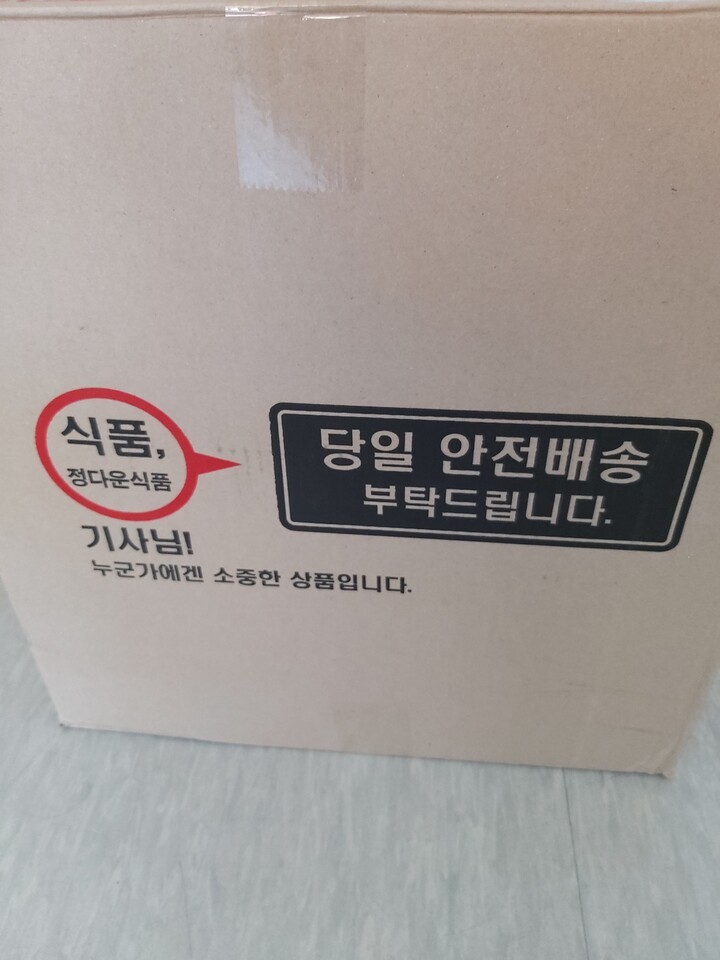 식품,
정다운식품
당일 안전배송
부탁드립니다.
기사님!
누군가에겐 소중한 상품입니다.